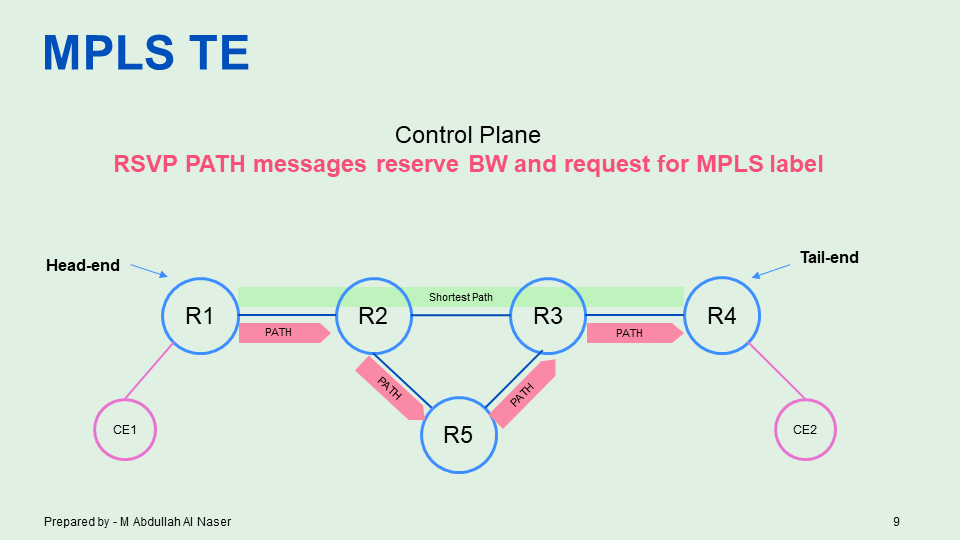 MPLS TE
Control Plane
RSVP PATH messages reserve BW and request for MPLS label
Head-end
Tail-end
Shortest Path
R1
R2
R3
R4
PATH
PATH
PATH
PATH
R5
CE1
CE2
Prepared by - M Abdullah Al Naser
9